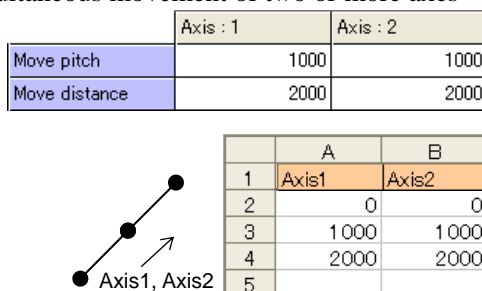 ultaneous movement of two or more axes
Axis : 1 Axis : 2
Move pitch 1000 1000
Move distance 2000 2000
A B
1 Axis1 Axis2
2 0 0
3 1000 1000
4 2000 2000
5
Axis1, Axis2